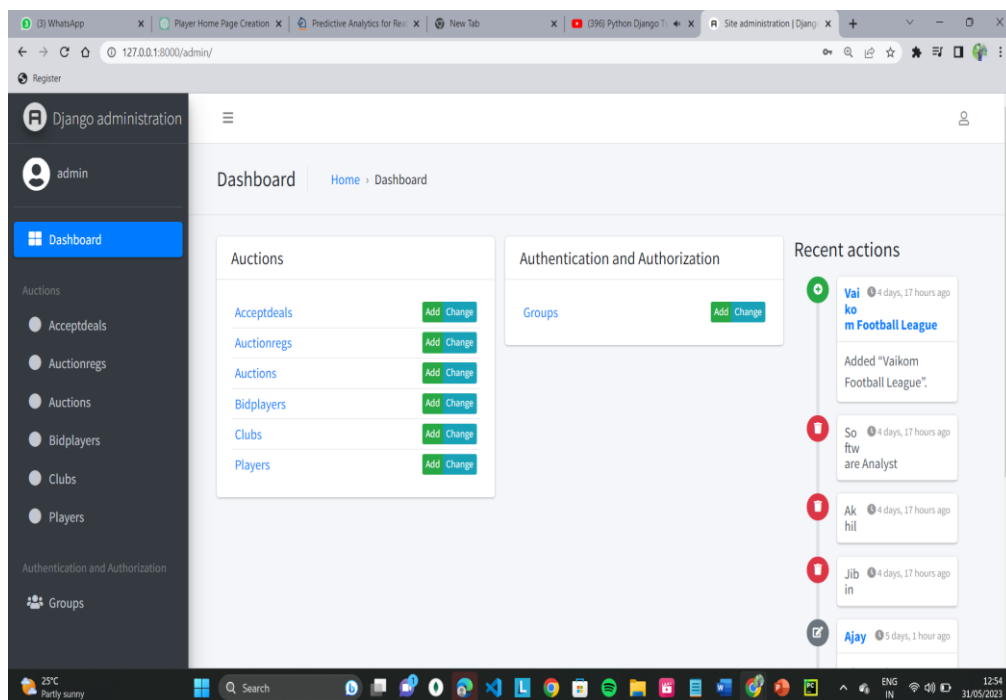 (3) WhatsApp
Player Home Page Creation
Predictive Analytics for Rea
New Tab
(396) Python Django T
Site administration | Djang
127.0.0.1:8000/admin/
Register
Django administration
admin
Dashboard
Home › Dashboard
Dashboard
Auctions
Acceptdeals
Auctionregs
Auctions
Bidplayers
Clubs
Players
Authentication and Authorization
Groups
Auctions
Acceptdeals Add Change
Auctionregs Add Change
Auctions Add Change
Bidplayers Add Change
Clubs Add Change
Players Add Change
Authentication and Authorization
Groups Add Change
Recent actions
Vai 4 days, 17 hours ago
ko
m Football League
Added “Vaikom
Football League”.
So 4 days, 17 hours ago
ftw
are Analyst
Ak 4 days, 17 hours ago
hil
Jib 4 days, 17 hours ago
in
Ajay 5 days, 1 hour ago
25°C
Partly sunny
Search
ENG
IN
12:54
31/05/2023